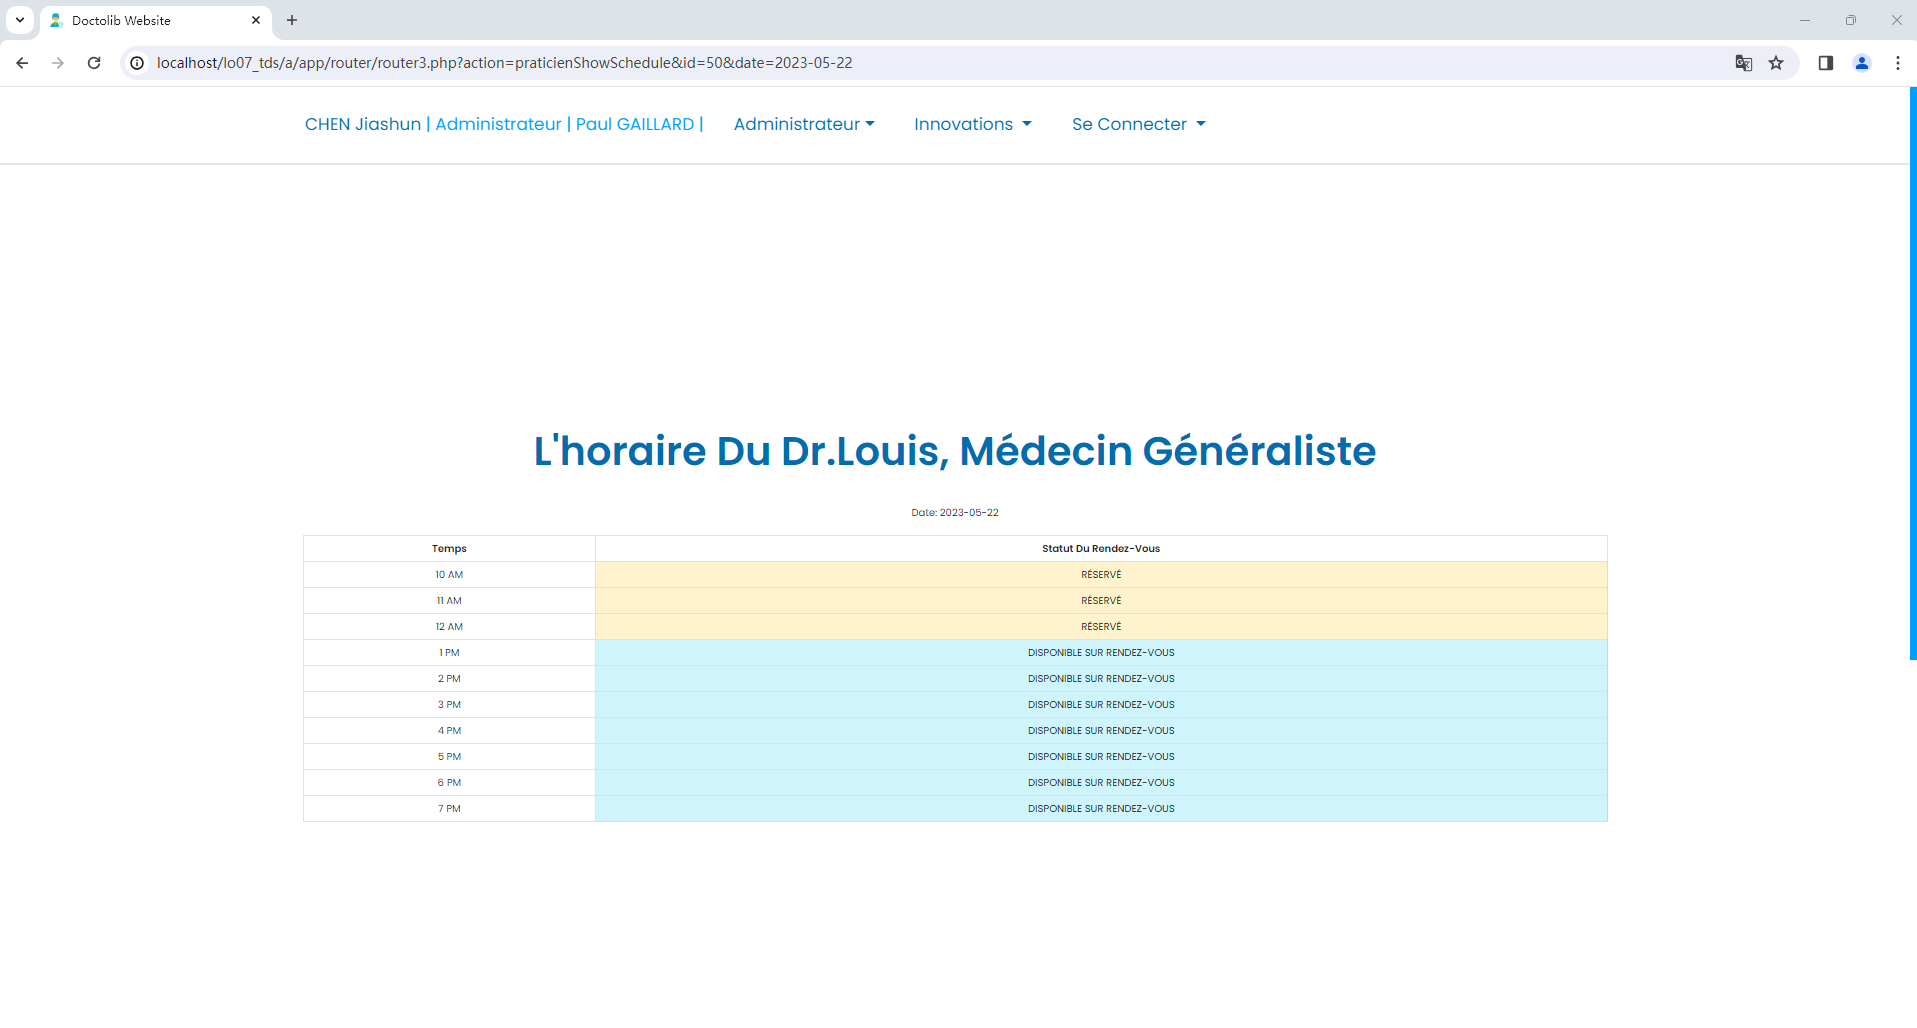 Doctolib Website
localhost/lo07_tds/a/app/router/router3.php?action=praticienShowSchedule&id=50&date=2023-05-22
CHEN Jiashun | Administrateur | Paul GAILLARD | Administrateur Innovations Se Connecter
L'horaire Du Dr.Louis, Médecin Généraliste
Date: 2023-05-22
Temps Statut Du Rendez-Vous
10 AM RÉSERVÉ
11 AM RÉSERVÉ
12 AM RÉSERVÉ
1 PM DISPONIBLE SUR RENDEZ-VOUS
2 PM DISPONIBLE SUR RENDEZ-VOUS
3 PM DISPONIBLE SUR RENDEZ-VOUS
4 PM DISPONIBLE SUR RENDEZ-VOUS
5 PM DISPONIBLE SUR RENDEZ-VOUS
6 PM DISPONIBLE SUR RENDEZ-VOUS
7 PM DISPONIBLE SUR RENDEZ-VOUS